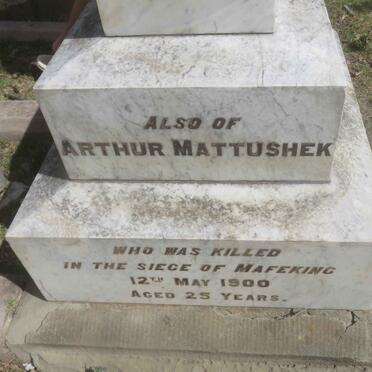 ALSO OF
ARTHUR MATTUSHEK
WHO WAS KILLED
IN THE SIEGE OF MAFEKING
12TH MAY 1900
AGED 25 YEARS.